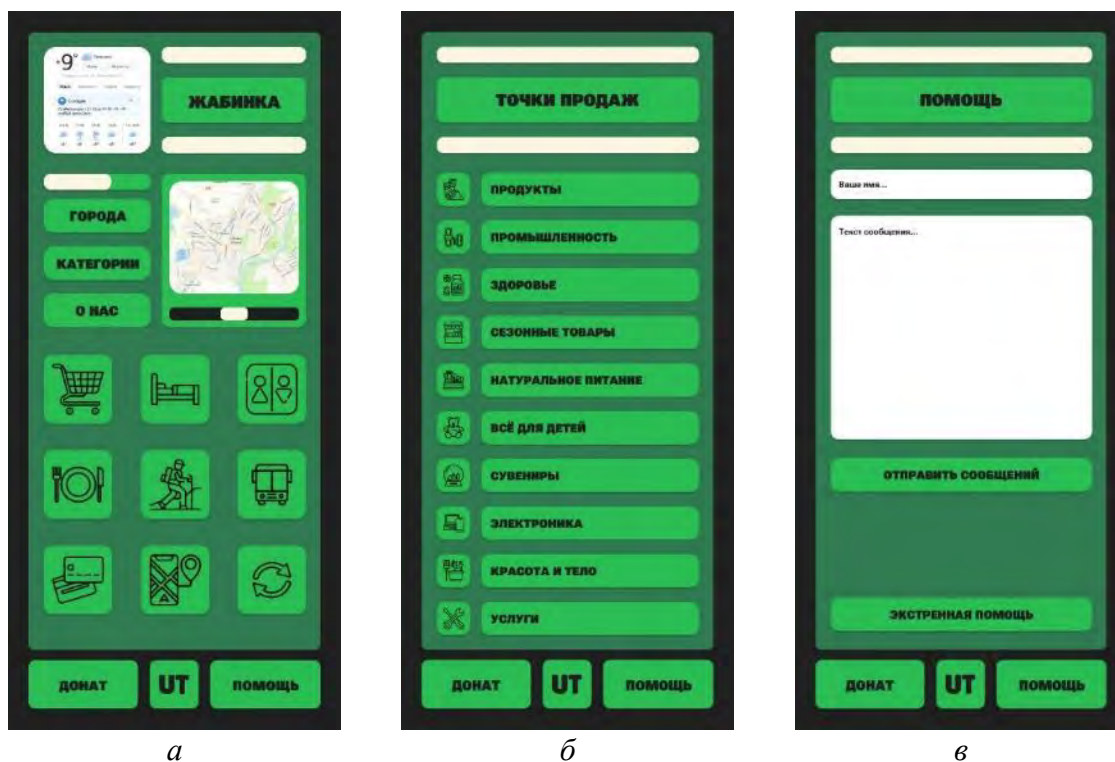 +9°
ЖАБИНКА
ГОРОДА
КАТЕГОРИИ
О НАС
ДОНАТ
UT
ПОМОЩЬ
а
ТОЧКИ ПРОДАЖ
ПРОДУКТЫ
ПРОМЫШЛЕННОСТЬ
ЗДОРОВЬЕ
СЕЗОННЫЕ ТОВАРЫ
НАТУРАЛЬНОЕ ПИТАНИЕ
ВСЁ ДЛЯ ДЕТЕЙ
СУВЕНИРЫ
ЭЛЕКТРОНИКА
КРАСОТА И ТЕЛО
УСЛУГИ
ДОНАТ
UT
ПОМОЩЬ
б
ПОМОЩЬ
Ваше имя...
Текст сообщения...
ОТПРАВИТЬ СООБЩЕНИЙ
ЭКСТРЕННАЯ ПОМОЩЬ
ДОНАТ
UT
ПОМОЩЬ
в